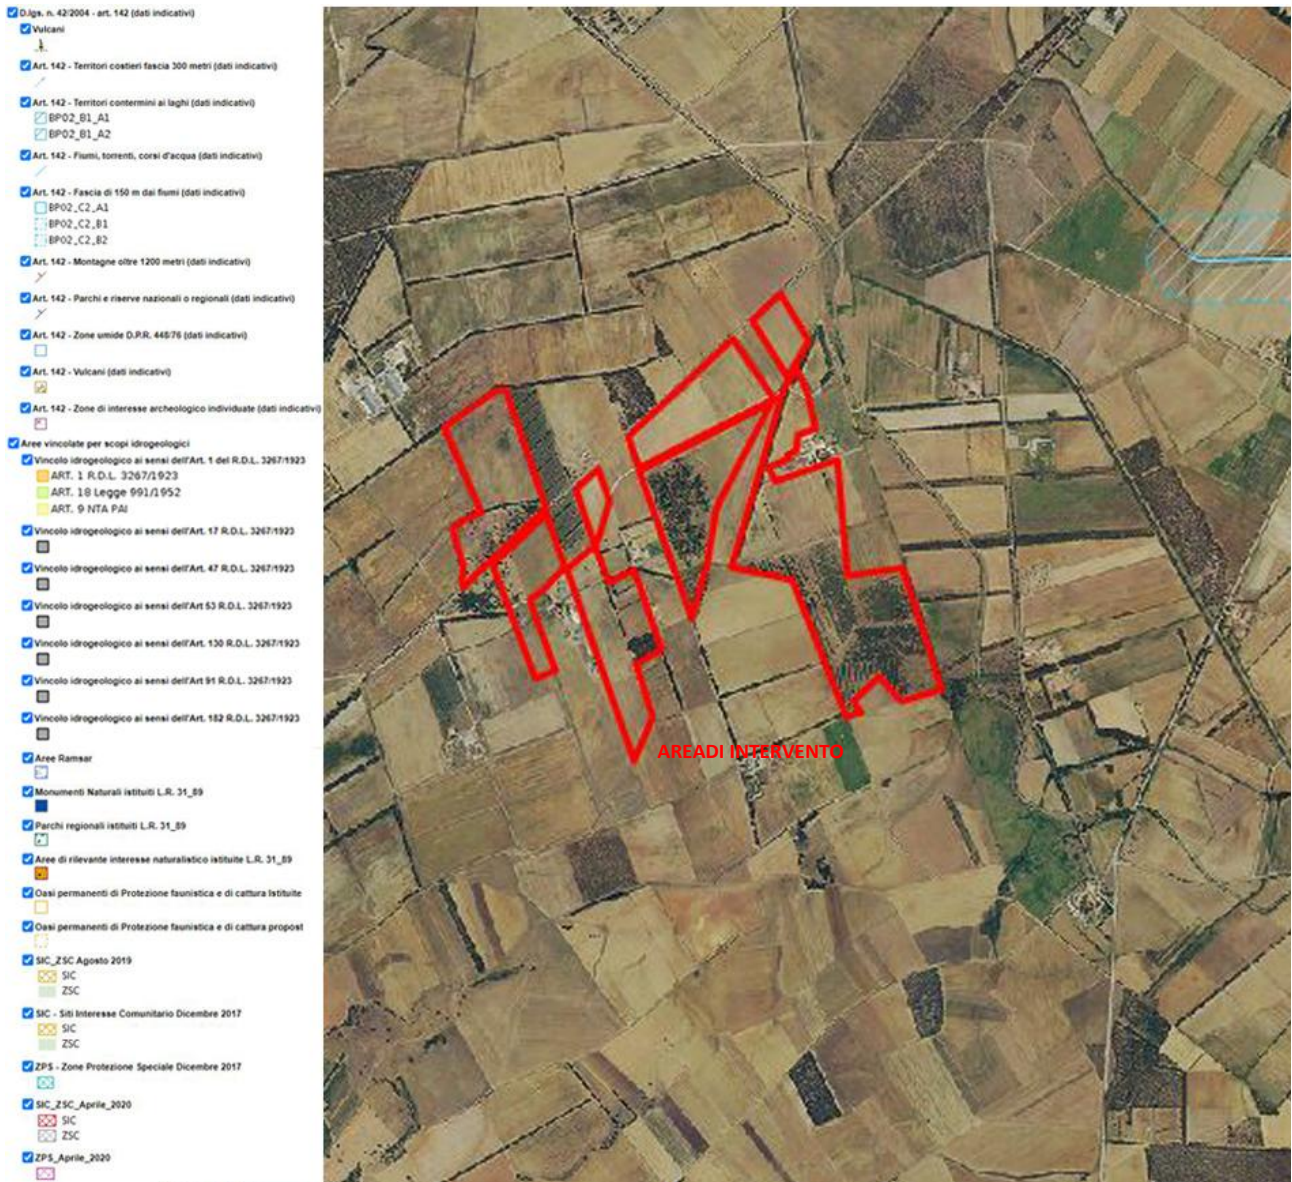 D.lgs. n. 42/2004 - art. 142 (dati indicativi)
Vulcani
Art. 142 - Territori costieri fascia 300 metri (dati indicativi)
Art. 142 - Territori contermini ai laghi (dati indicativi)
BP02_B1_A1
BP02_B1_A2
Art. 142 - Fiumi, torrenti, corsi d'acqua (dati indicativi)
Art. 142 - Fascia di 150 m dai fiumi (dati indicativi)
BP02_C2_A1
BP02_C2_B1
BP02_C2_B2
Art. 142 - Montagne oltre 1200 metri (dati indicativi)
Art. 142 - Parchi e riserve nazionali o regionali (dati indicativi)
Art. 142 - Zone umide D.P.R. 448/76 (dati indicativi)
Art. 142 - Vulcani (dati indicativi)
Art. 142 - Zone di interesse archeologico individuate (dati indicativi)
Aree vincolate per scopi idrogeologici
Vincolo idrogeologico ai sensi dell'Art. 1 del R.D.L. 3267/1923
ART. 1 R.D.L. 3267/1923
ART. 18 Legge 991/1952
ART. 9 NTA PAI
Vincolo idrogeologico ai sensi dell'Art. 17 R.D.L. 3267/1923
Vincolo idrogeologico ai sensi dell'Art. 47 R.D.L. 3267/1923
Vincolo idrogeologico ai sensi dell'Art 53 R.D.L. 3267/1923
Vincolo idrogeologico ai sensi dell'Art. 130 R.D.L. 3267/1923
Vincolo idrogeologico ai sensi dell'Art 91 R.D.L. 3267/1923
Vincolo idrogeologico ai sensi dell'Art. 182 R.D.L. 3267/1923
Aree Ramsar
Monumenti Naturali istituiti L.R. 31_89
Parchi regionali istituiti L.R. 31_89
Aree di rilevante interesse naturalistico istituite L.R. 31_89
Oasi permanenti di Protezione faunistica e di cattura Istituite
Oasi permanenti di Protezione faunistica e di cattura propost
SIC_ZSC Agosto 2019
SIC
ZSC
SIC - Siti Interesse Comunitario Dicembre 2017
SIC
ZSC
ZPS - Zone Protezione Speciale Dicembre 2017
SIC_ZSC_Aprile_2020
SIC
ZSC
ZPS_Aprile_2020
AREADI INTERVENTO